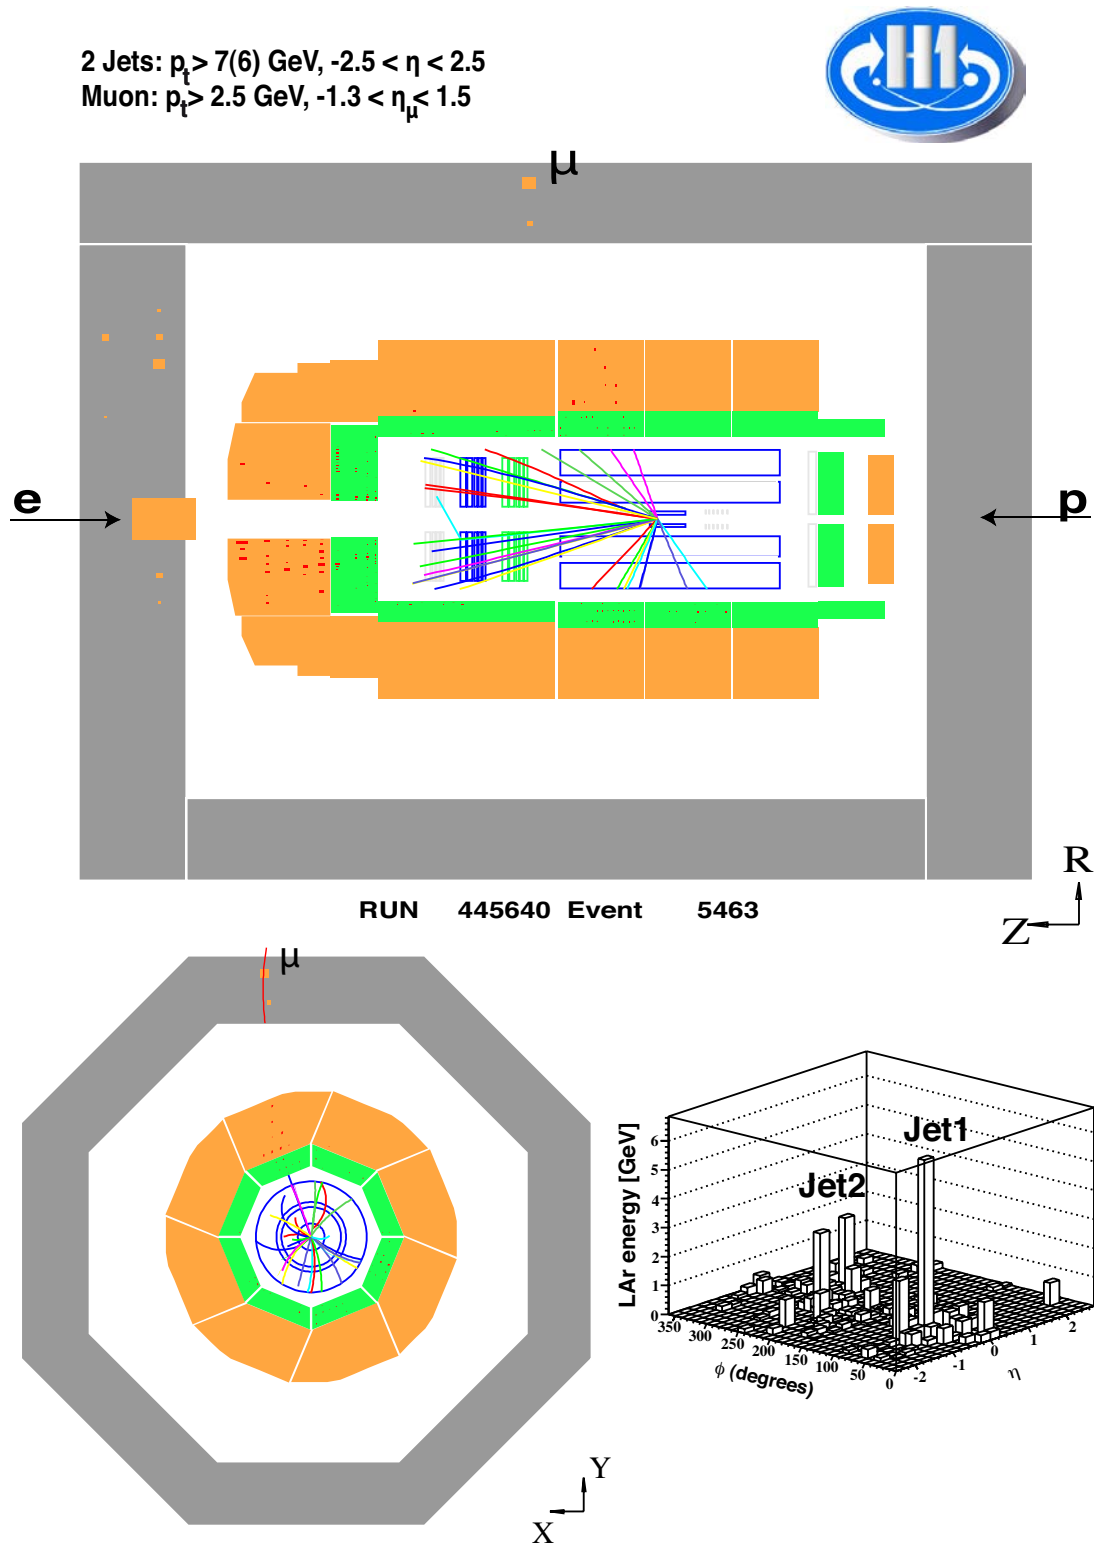 2 Jets: pt > 7(6) GeV, -2.5 < η < 2.5
Muon: pt > 2.5 GeV, -1.3 < ημ < 1.5
H1
μ
e
p
R
Z
RUN 445640 Event 5463
μ
Y
X
Jet1
Jet2
LAr energy [GeV]
6
5
4
3
2
1
0
350 300 250 200 150 100 50 0
φ (degrees)
-2 -1 0 1 2
η